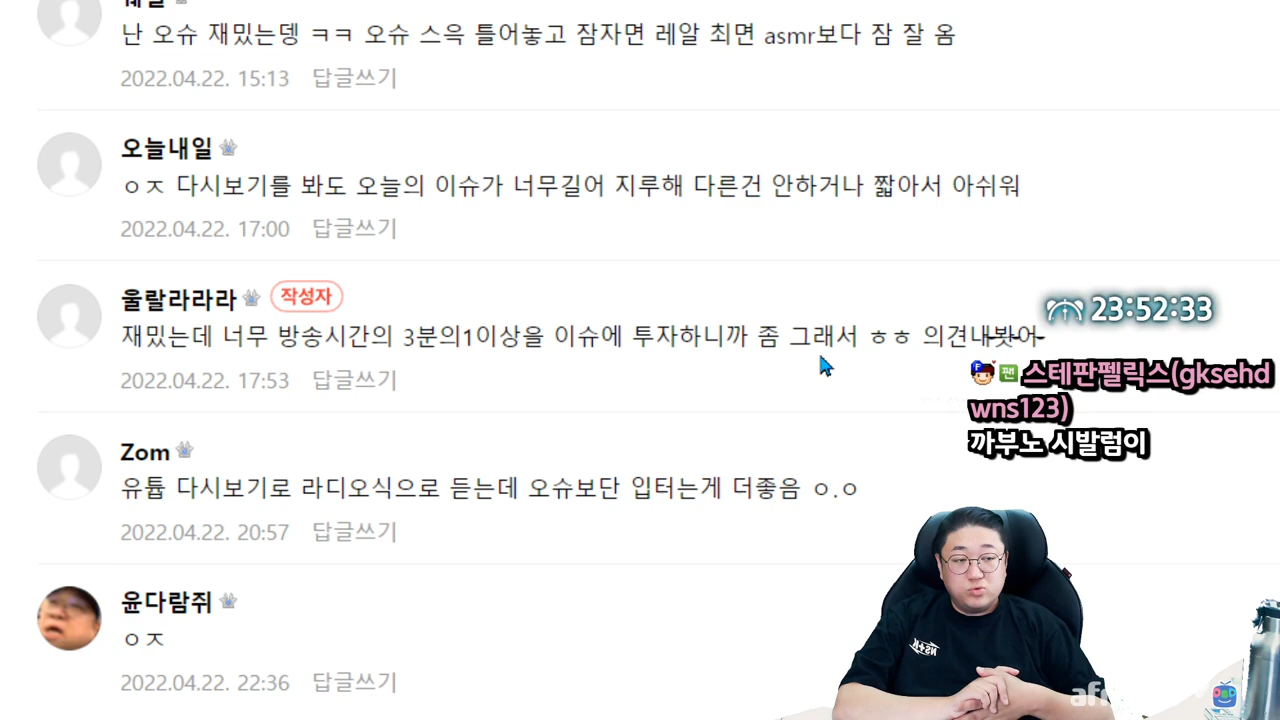 난 오슈 재밌는뎅 ㅋㅋ 오슈 스윽 틀어놓고 잠자면 레알 최면 asmr보다 잠 잘 옴
2022.04.22. 15:13 답글쓰기
오늘내일
ㅇㅈ 다시보기를 봐도 오늘의 이슈가 너무길어 지루해 다른건 안하거나 짧아서 아쉬워
2022.04.22. 17:00 답글쓰기
울랄라라라 작성자
재밌는데 너무 방송시간의 3분의1이상을 이슈에 투자하니까 좀 그래서 ㅎㅎ 의견내봣어
2022.04.22. 17:53 답글쓰기
23:52:33
팬 스테판펠릭스(gksehd
wns123)
까부노 시발럼이
Zom
유튭 다시보기로 라디오식으로 듣는데 오슈보단 입터는게 더좋음 ㅇ.ㅇ
2022.04.22. 20:57 답글쓰기
윤다람쥐
ㅇㅈ
2022.04.22. 22:36 답글쓰기